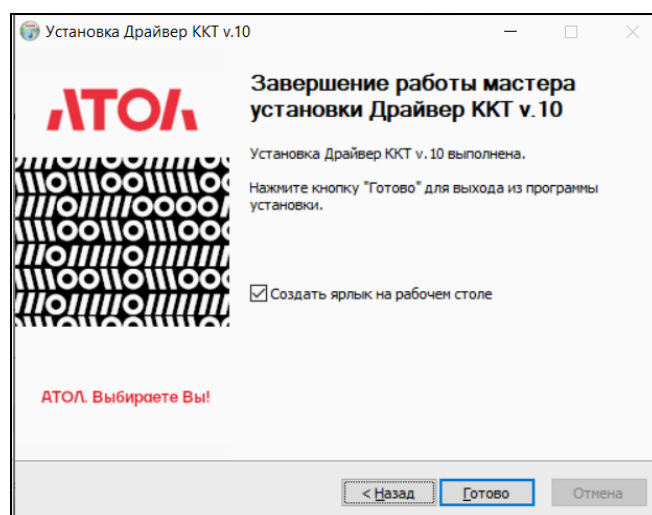 Установка Драйвер ККТ v.10
АТОЛ
Завершение работы мастера
установки Драйвер ККТ v.10
Установка Драйвер ККТ v.10 выполнена.
Нажмите кнопку "Готово" для выхода из программы
установки.
Создать ярлык на рабочем столе
АТОЛ. Выбираете Вы!
< Назад
Готово
Отмена